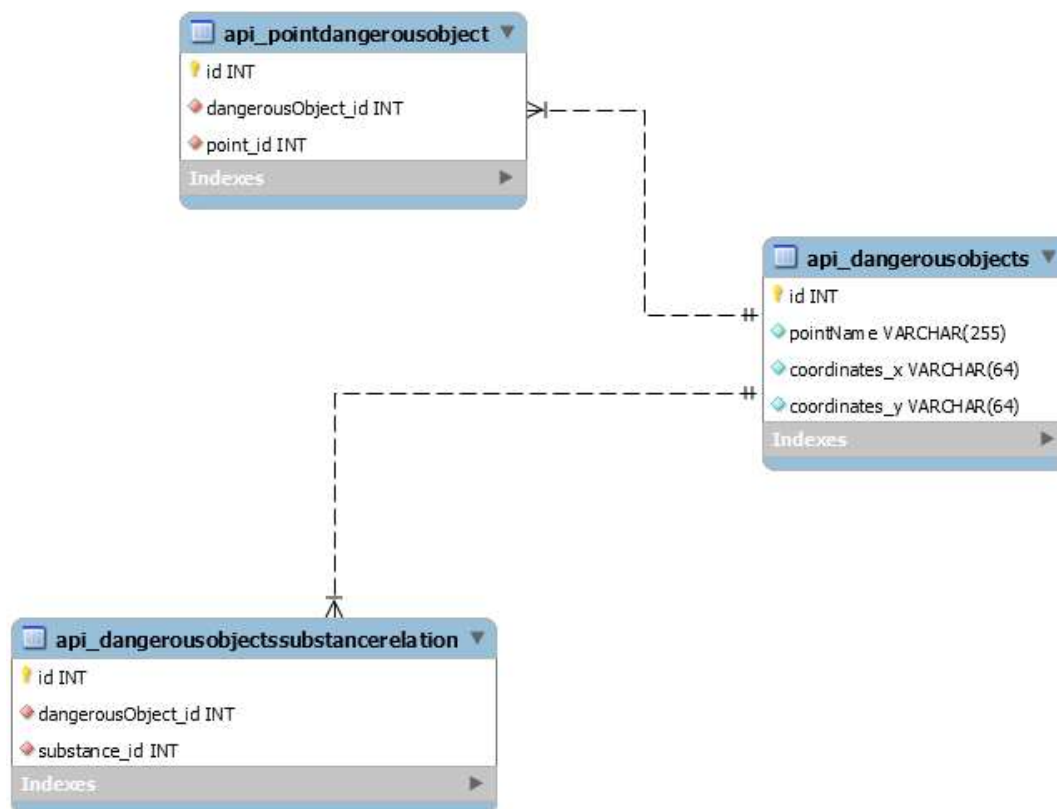 api_pointdangerousobject
id INT
dangerousObject_id INT
point_id INT
Indexes
api_dangerousobjects
id INT
pointName VARCHAR(255)
coordinates_x VARCHAR(64)
coordinates_y VARCHAR(64)
Indexes
api_dangerousobjectssubstancerelation
id INT
dangerousObject_id INT
substance_id INT
Indexes